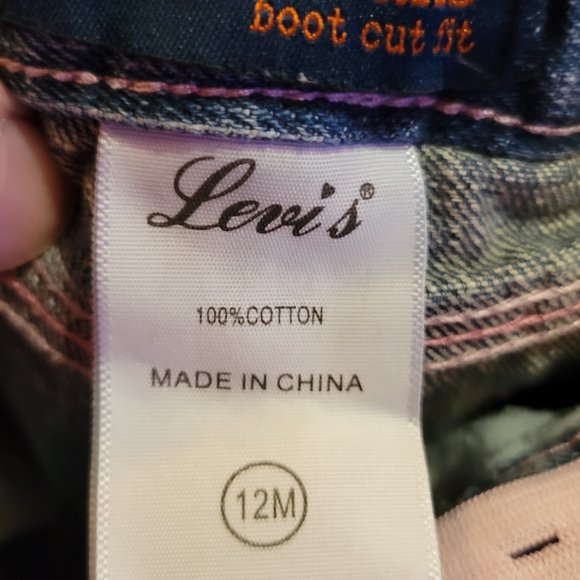 boot cut fit
Levi's®
100%COTTON
MADE IN CHINA
12M